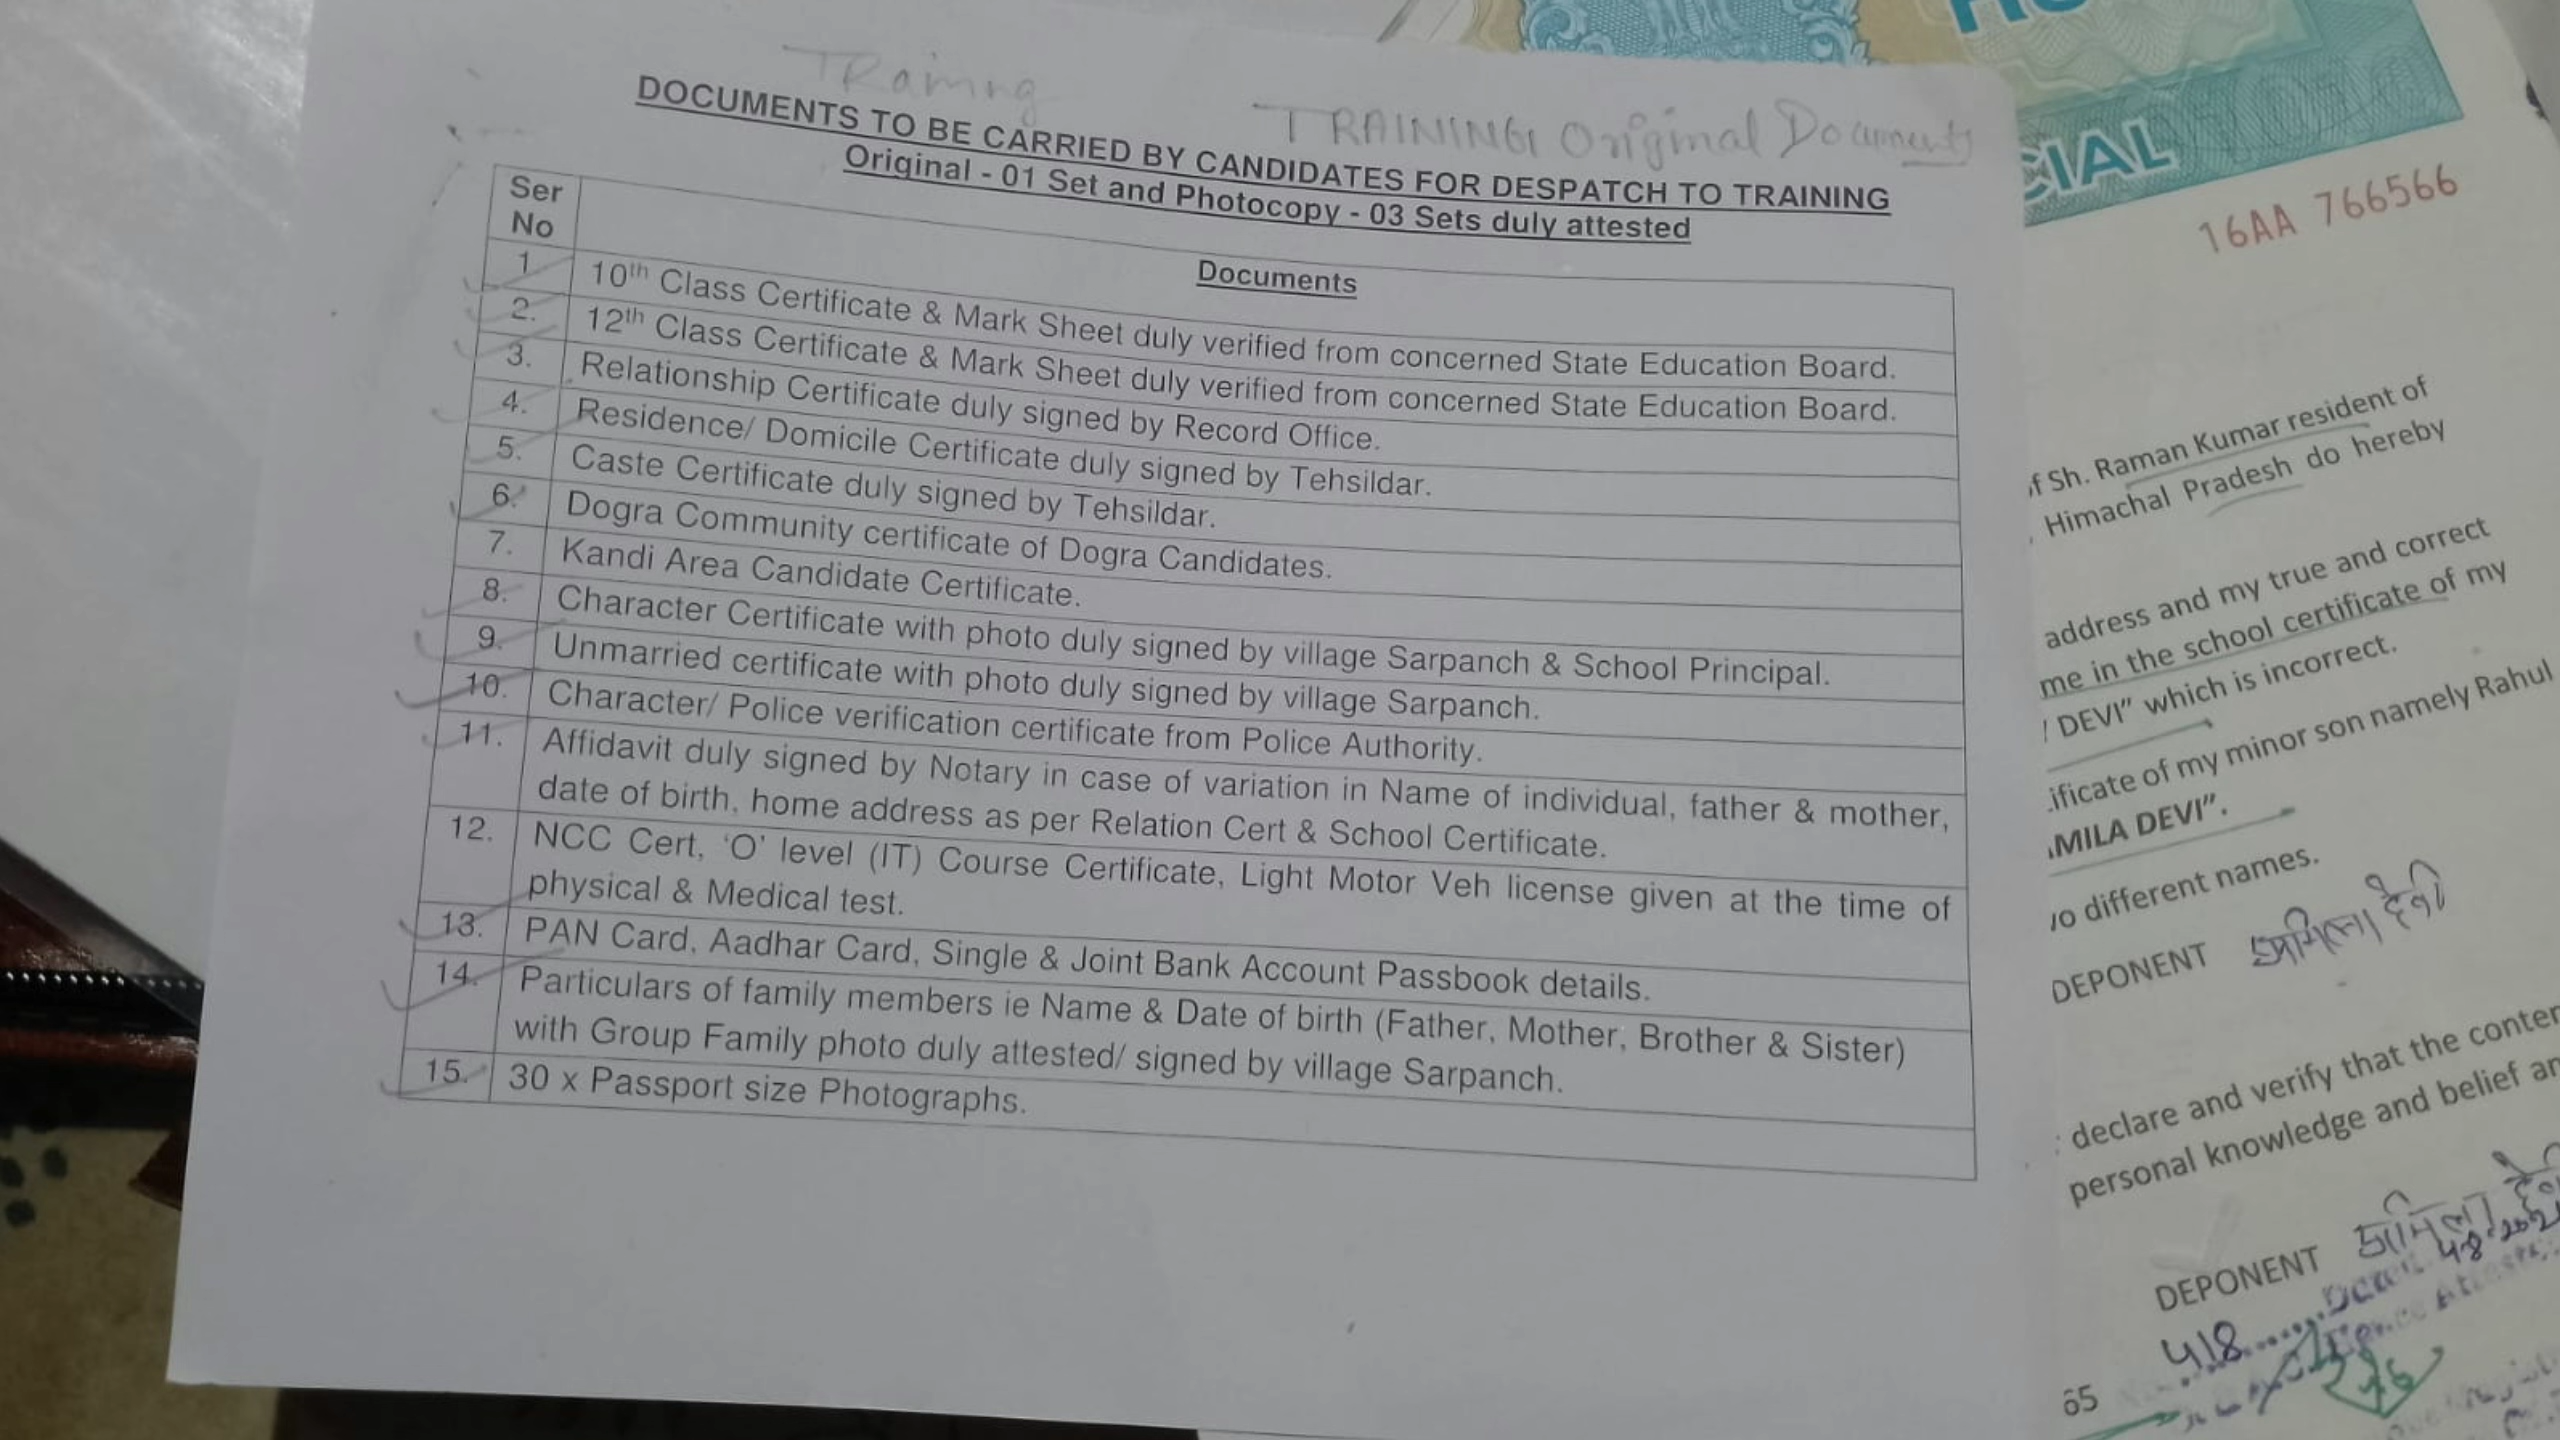 Training
TRAINING Original Documents
DOCUMENTS TO BE CARRIED BY CANDIDATES FOR DESPATCH TO TRAINING
Original - 01 Set and Photocopy - 03 Sets duly attested
Ser No
Documents
1 10th Class Certificate & Mark Sheet duly verified from concerned State Education Board.
2. 12th Class Certificate & Mark Sheet duly verified from concerned State Education Board.
3. Relationship Certificate duly signed by Record Office.
4. Residence/ Domicile Certificate duly signed by Tehsildar.
5. Caste Certificate duly signed by Tehsildar.
6. Dogra Community certificate of Dogra Candidates.
7. Kandi Area Candidate Certificate.
8. Character Certificate with photo duly signed by village Sarpanch & School Principal.
9. Unmarried certificate with photo duly signed by village Sarpanch.
10. Character/ Police verification certificate from Police Authority.
11. Affidavit duly signed by Notary in case of variation in Name of individual, father & mother,
date of birth, home address as per Relation Cert & School Certificate.
12. NCC Cert, 'O' level (IT) Course Certificate, Light Motor Veh license given at the time of
physical & Medical test.
13. PAN Card, Aadhar Card, Single & Joint Bank Account Passbook details.
14. Particulars of family members ie Name & Date of birth (Father, Mother, Brother & Sister)
with Group Family photo duly attested/ signed by village Sarpanch.
15. 30 x Passport size Photographs.
CIAL
16AA 766566
f Sh. Raman Kumar resident of
Himachal Pradesh do hereby
address and my true and correct
me in the school certificate of my
DEVI" which is incorrect.
ificate of my minor son namely Rahul
MILA DEVI".
different names.
DEPONENT
declare and verify that the
personal knowledge and belief
DEPONENT
418
65